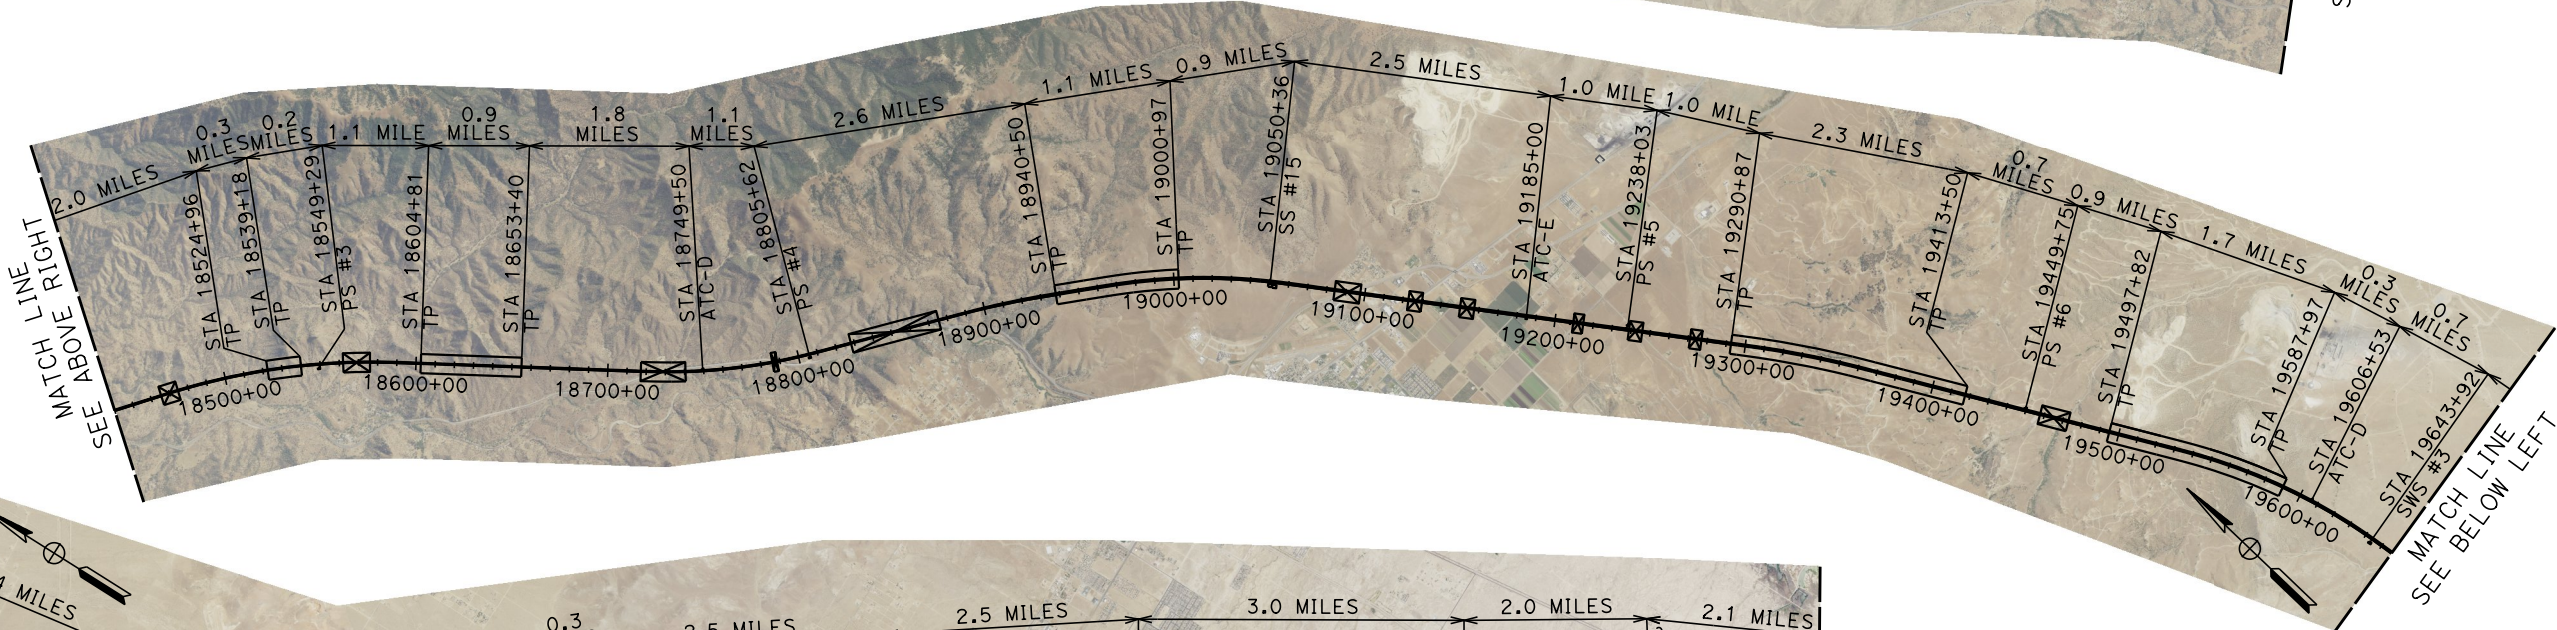 0.3
MILES
0.2
MILES
1.1 MILE
0.9
MILES
1.8
MILES
1.1
MILES
2.6 MILES
1.1 MILES
0.9 MILES
2.5 MILES
1.0 MILE
1.0 MILE
2.3 MILES
0.7
MILES
0.9 MILES
1.7 MILES
0.3
MILES
0.7
MILES
2.0 MILES
MATCH LINE
SEE ABOVE RIGHT
STA 18524+96
TP
STA 18539+18
TP
STA 18549+29
PS #3
STA 18604+81
TP
STA 18653+40
TP
STA 18749+50
ATC-D
STA 18805+62
PS #4
STA 18940+50
TP
STA 19000+97
TP
STA 19050+36
SS #15
STA 19185+00
ATC-E
STA 19238+03
PS #5
STA 19290+87
TP
STA 19413+50
TP
STA 19449+75
PS #6
STA 19497+82
TP
STA 19587+97
TP
STA 19606+53
ATC-D
STA 19643+92
SWS #3
MATCH LINE
SEE BELOW LEFT
18500+00
18600+00
18700+00
18800+00
18900+00
19000+00
19100+00
19200+00
19300+00
19400+00
19500+00
19600+00
MILES
0.3
2.5 MILES
3.0 MILES
2.0 MILES
2.1 MILES